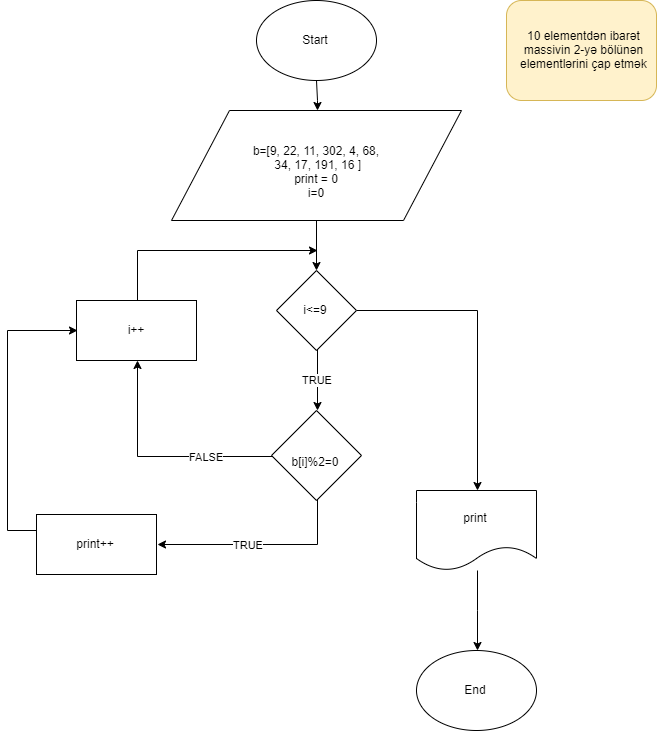 Start
10 elementdən ibarət
massivin 2-yə bölünən
elementlərini çap etmək
b=[9, 22, 11, 302, 4, 68,
34, 17, 191, 16 ]
print = 0
i=0
i++
i<=9
TRUE
FALSE
b[i]%2=0
print
print++
TRUE
End